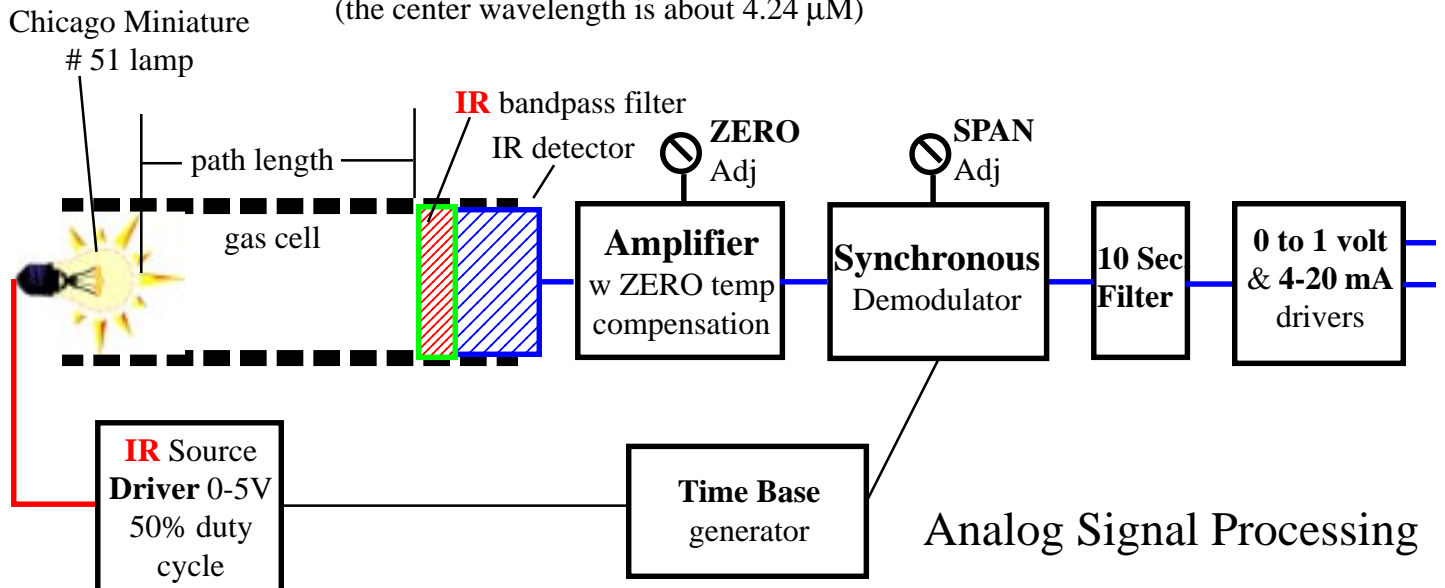 (the center wavelength is about 4.24 μM)
Chicago Miniature
# 51 lamp
IR bandpass filter
IR detector
path length
gas cell
ZERO
Adj
SPAN
Adj
Amplifier
w ZERO temp
compensation
Synchronous
Demodulator
10 Sec
Filter
0 to 1 volt
& 4-20 mA
drivers
IR Source
Driver 0-5V
50% duty
cycle
Time Base
generator
Analog Signal Processing